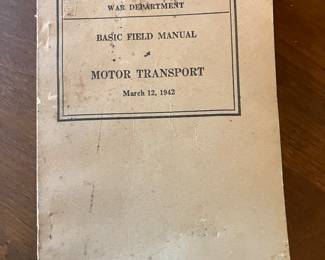 WAR DEPARTMENT
BASIC FIELD MANUAL
MOTOR TRANSPORT
March 12, 1942